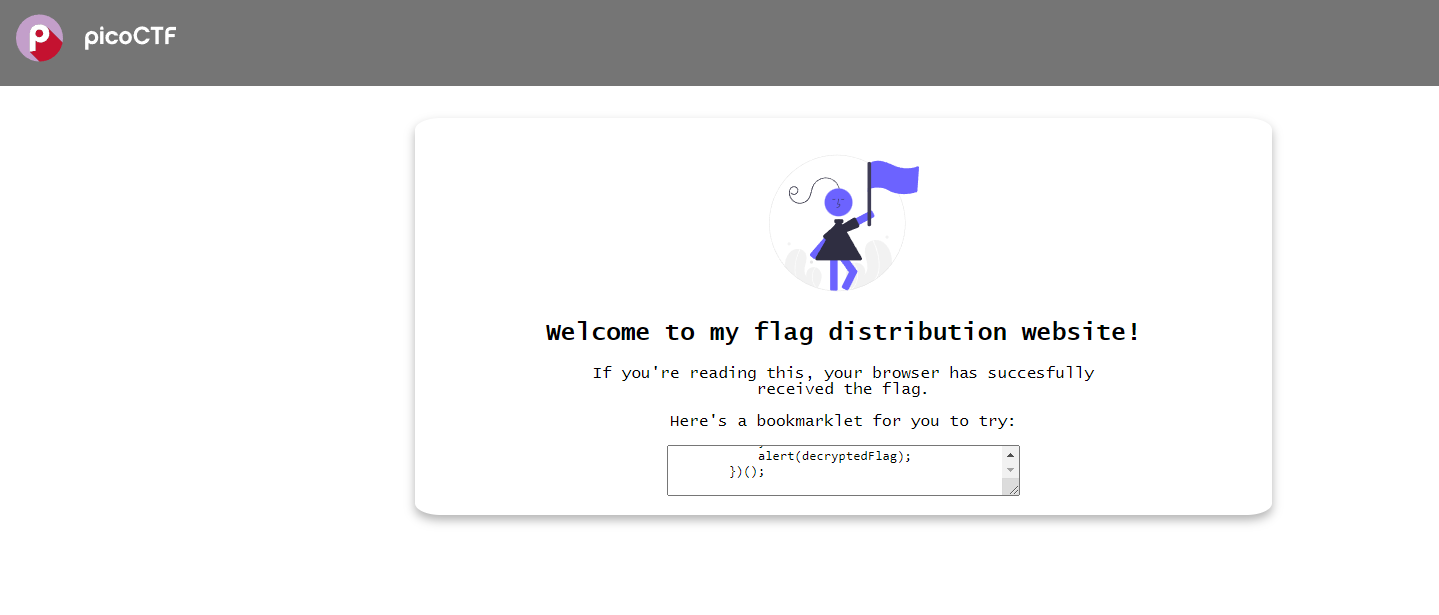 picoCTF
Welcome to my flag distribution website!
If you're reading this, your browser has succesfully
received the flag.
Here's a bookmarklet for you to try:
alert(decryptedFlag);
})();